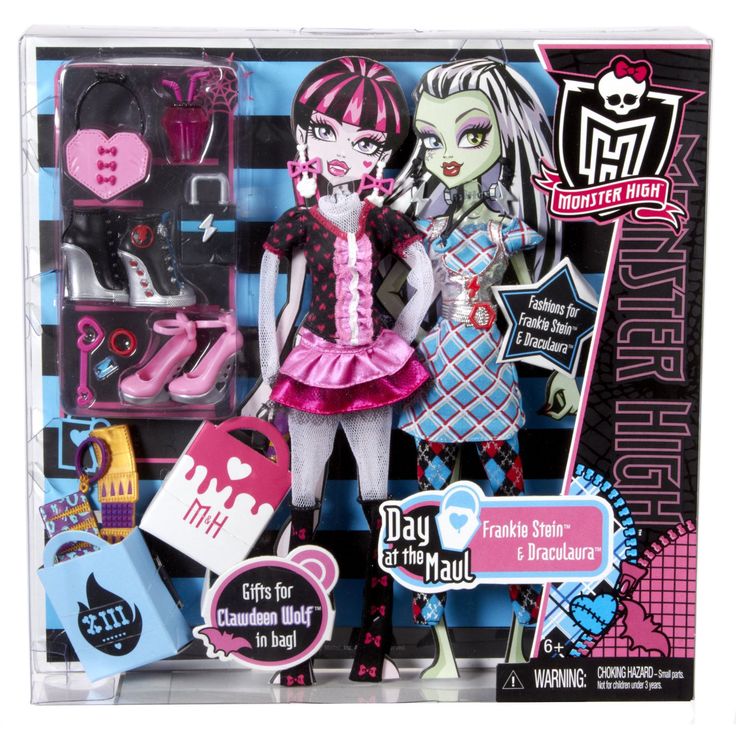 MONSTER HIGH
MONSTER HIGH
Fashions for
Frankie Stein™
& Draculaura™
M&H
XIII
Day
at the
Maul
Frankie Stein™
& Draculaura™
Gifts for
Clawdeen Wolf™
in bag!
6+
WARNING:
CHOKING HAZARD – Small parts.
Not for children under 3 years.